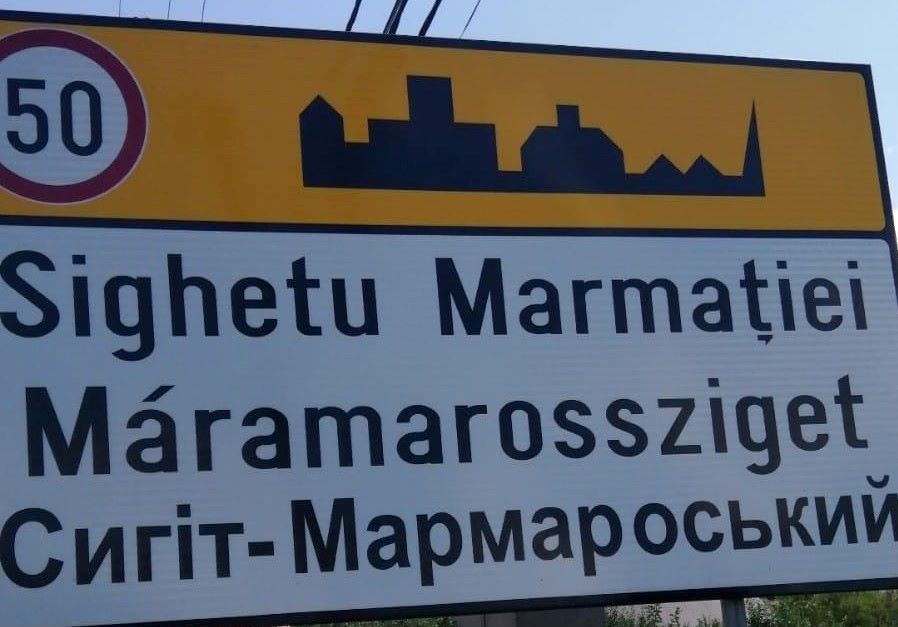 50
Sighetu Marmației
Máramarossziget
Сигіт-Мармароський